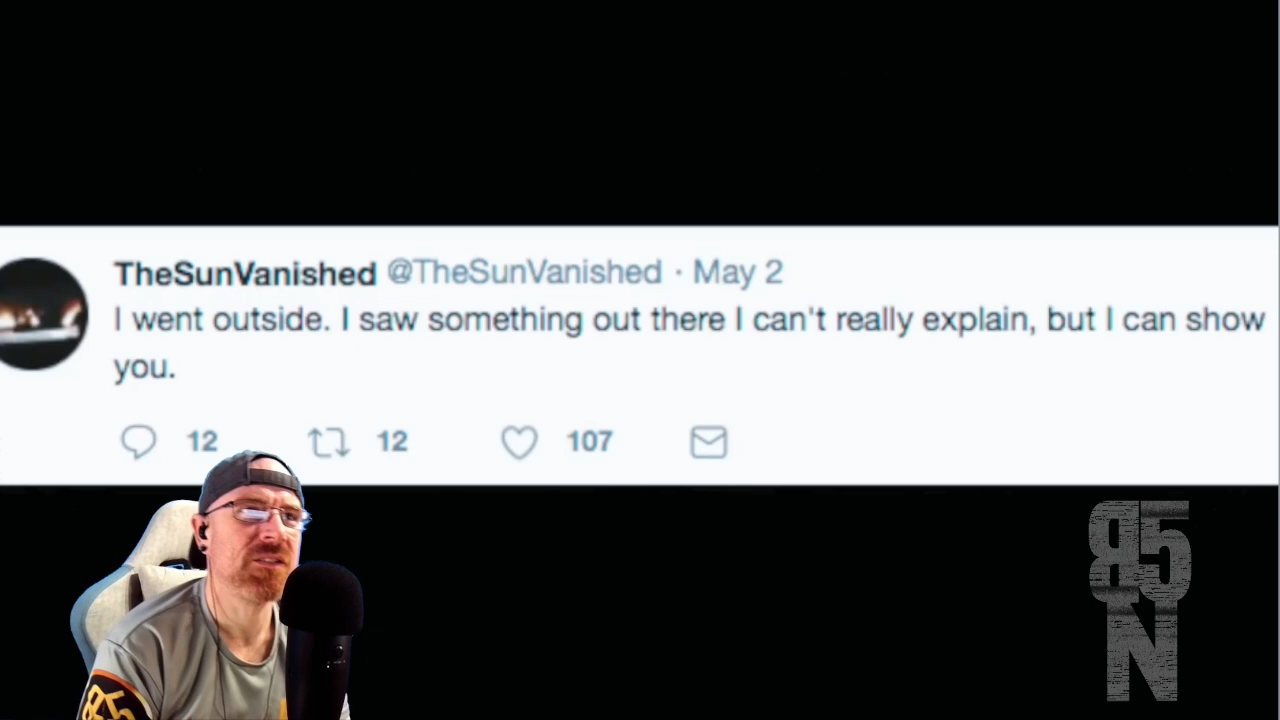 TheSunVanished @TheSunVanished · May 2
I went outside. I saw something out there I can't really explain, but I can show
you.
12 12 107